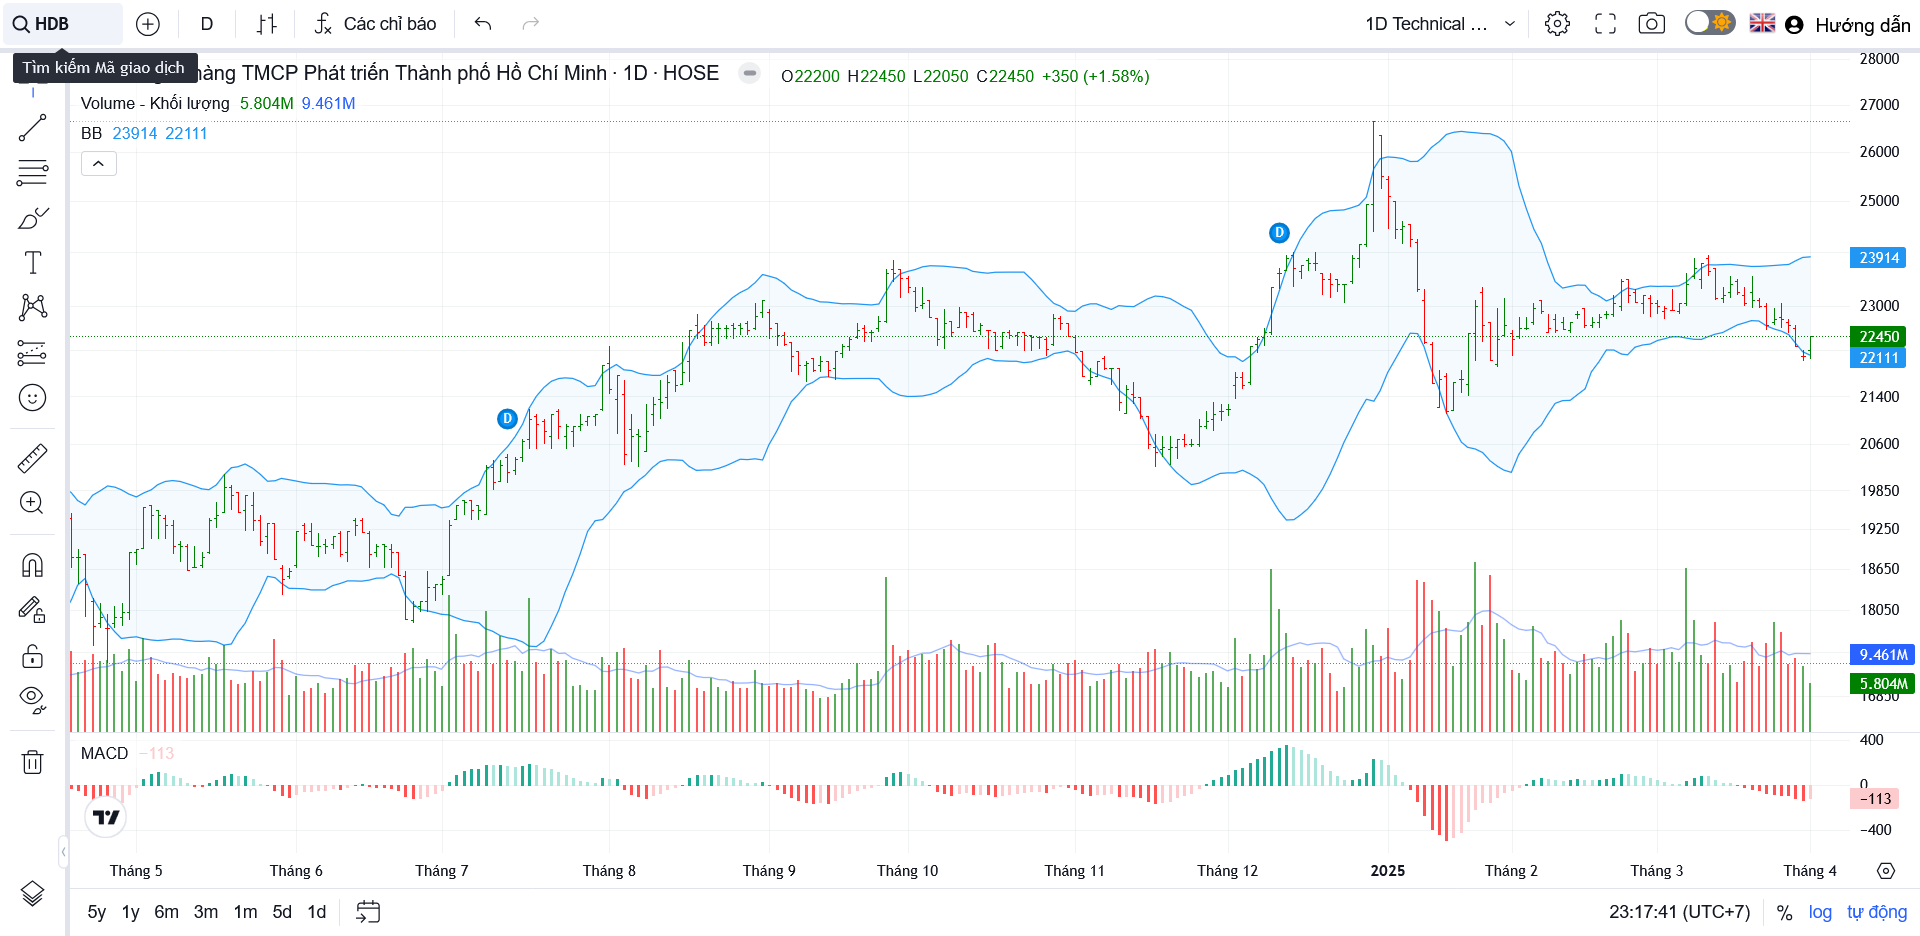 HDB
D
Các chỉ báo
1D Technical ...
Hướng dẫn
Tìm kiếm Mã giao dịch
hàng TMCP Phát triển Thành phố Hồ Chí Minh · 1D · HOSE
O22200 H22450 L22050 C22450 +350 (+1.58%)
Volume - Khối lượng 5.804M 9.461M
BB 23914 22111
D
D
28000
27000
26000
25000
23914
23000
22450
22111
21400
20600
19850
19250
18650
18050
9.461M
5.804M
16850
MACD −113
400
0
−113
−400
Tháng 5
Tháng 6
Tháng 7
Tháng 8
Tháng 9
Tháng 10
Tháng 11
Tháng 12
2025
Tháng 2
Tháng 3
Tháng 4
5y 1y 6m 3m 1m 5d 1d
23:17:41 (UTC+7) % log tự động